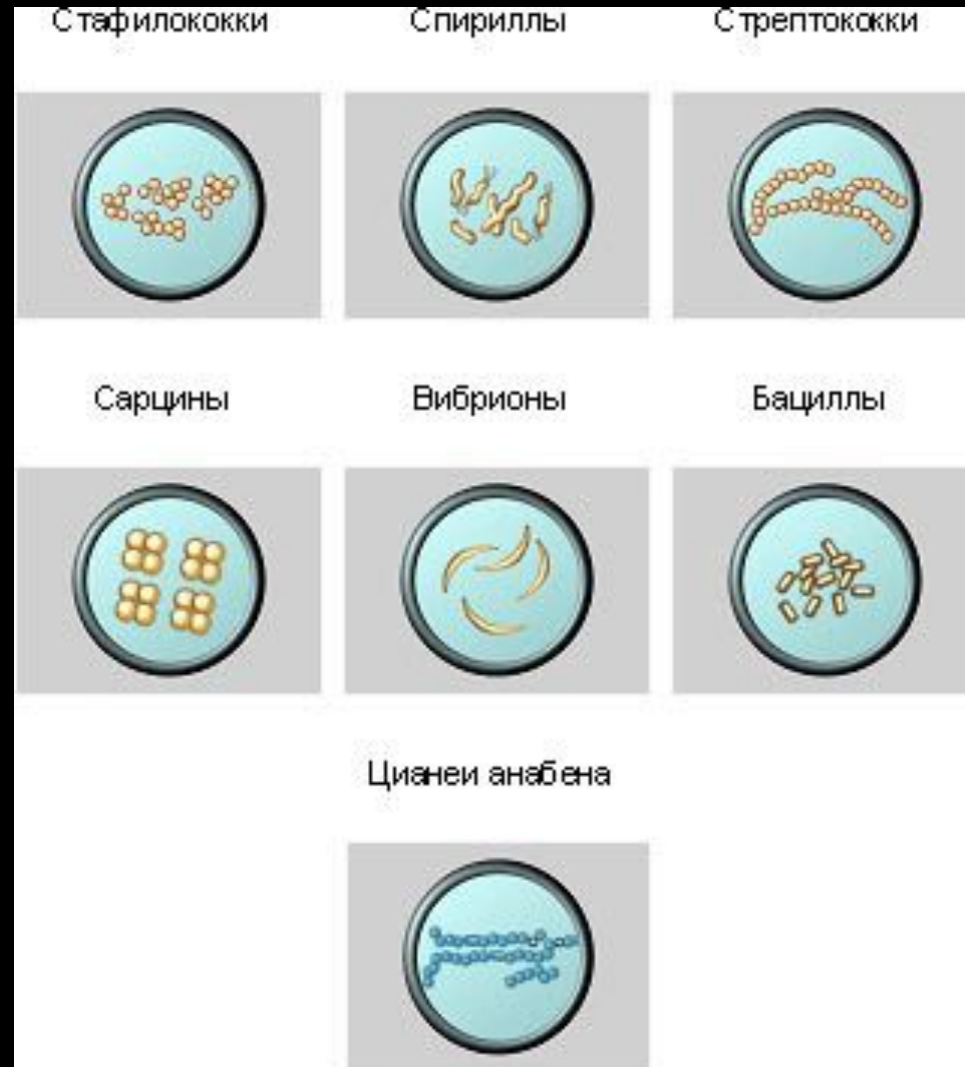 Стафилококки Спириллы Стрептококки
Сарцины Вибрионы Бациллы
Цианеи анабена